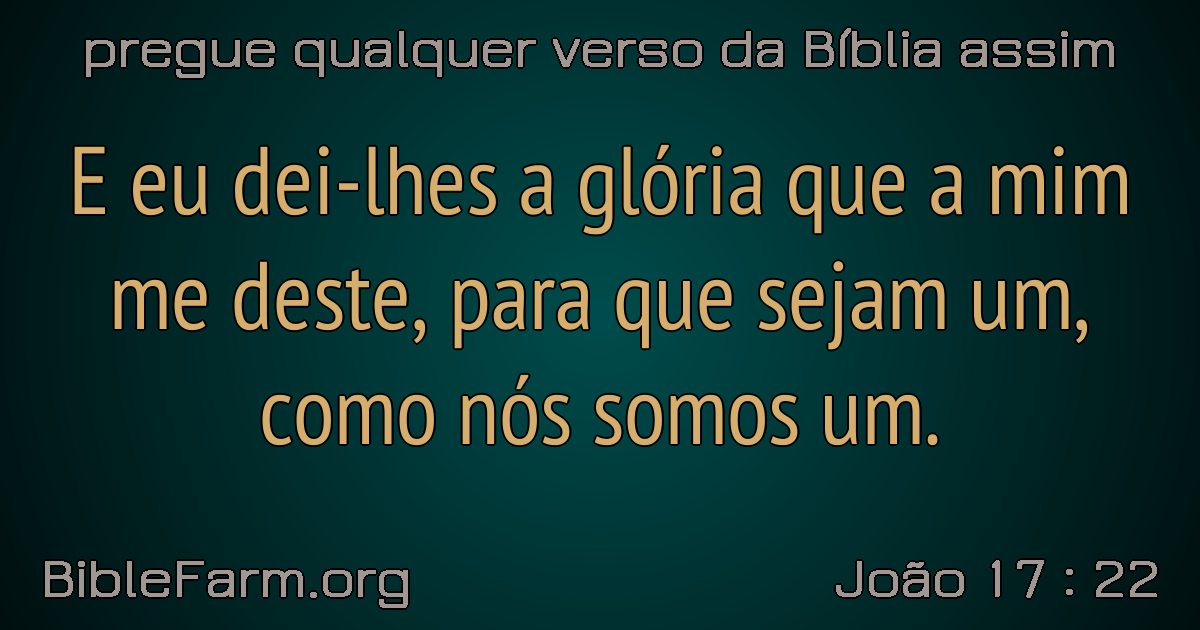 pregue qualquer verso da Bíblia assim
E eu dei-lhes a glória que a mim
me deste, para que sejam um,
como nós somos um.
BibleFarm.org
João 17 : 22